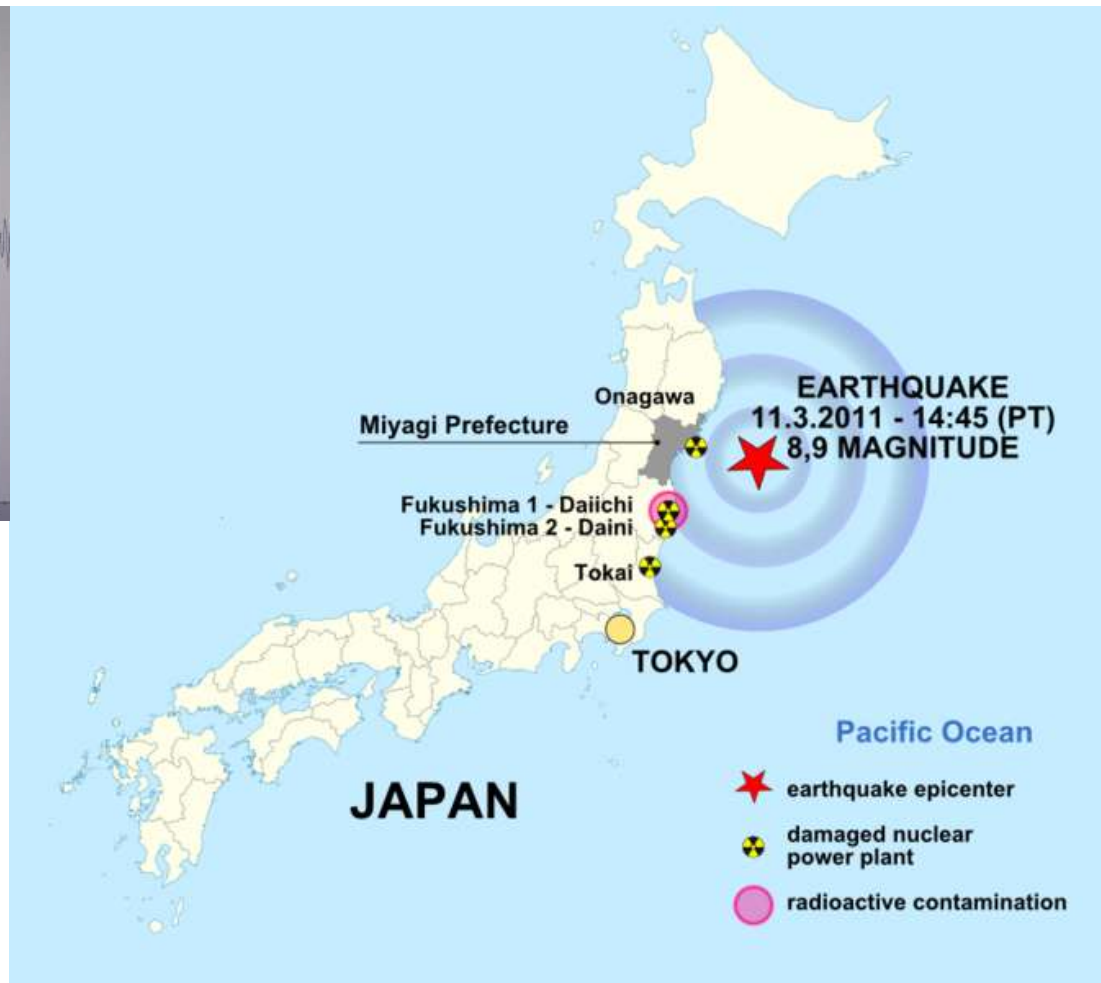 EARTHQUAKE
11.3.2011 - 14:45 (PT)
8,9 MAGNITUDE
Onagawa
Miyagi Prefecture
Fukushima 1 - Daiichi
Fukushima 2 - Daini
Tokai
TOKYO
JAPAN
Pacific Ocean
earthquake epicenter
damaged nuclear
power plant
radioactive contamination